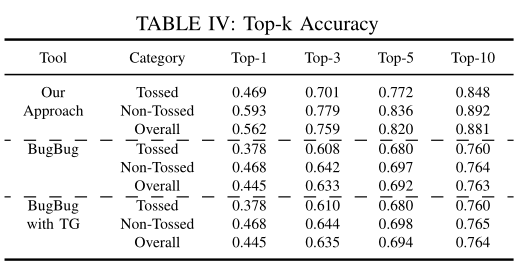 TABLE IV: Top-k Accuracy
Tool Category Top-1 Top-3 Top-5 Top-10
Our Tossed 0.469 0.701 0.772 0.848
Approach Non-Tossed 0.593 0.779 0.836 0.892
Overall 0.562 0.759 0.820 0.881
BugBug Tossed 0.378 0.608 0.680 0.760
Non-Tossed 0.468 0.642 0.697 0.764
Overall 0.445 0.633 0.692 0.763
BugBug Tossed 0.378 0.610 0.680 0.760
with TG Non-Tossed 0.468 0.644 0.698 0.765
Overall 0.445 0.635 0.694 0.764